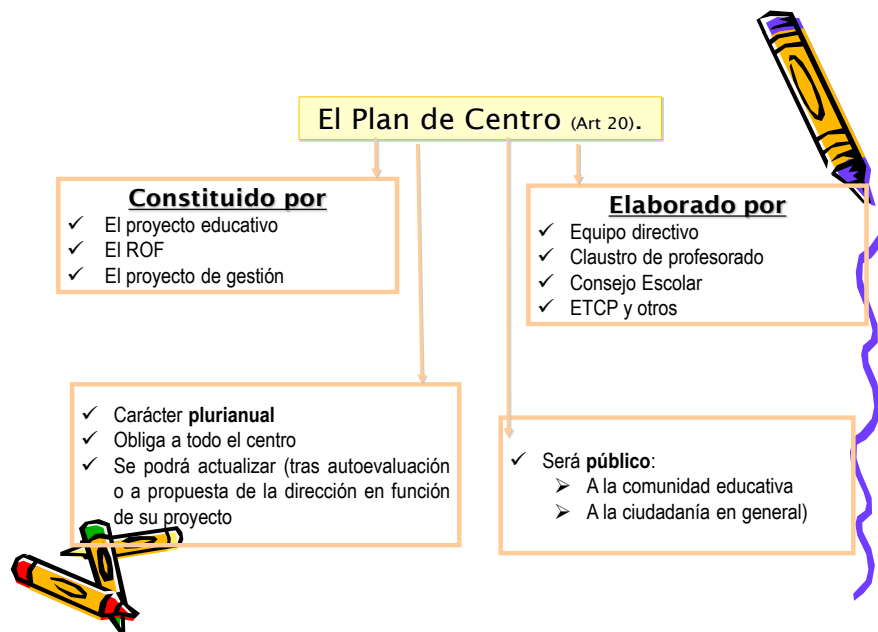 El Plan de Centro (Art 20).
Constituido por
✓ El proyecto educativo
✓ El ROF
✓ El proyecto de gestión
Elaborado por
✓ Equipo directivo
✓ Claustro de profesorado
✓ Consejo Escolar
✓ ETCP y otros
✓ Carácter plurianual
✓ Obliga a todo el centro
✓ Se podrá actualizar (tras autoevaluación
o a propuesta de la dirección en función
de su proyecto
✓ Será público:
➢ A la comunidad educativa
➢ A la ciudadanía en general)